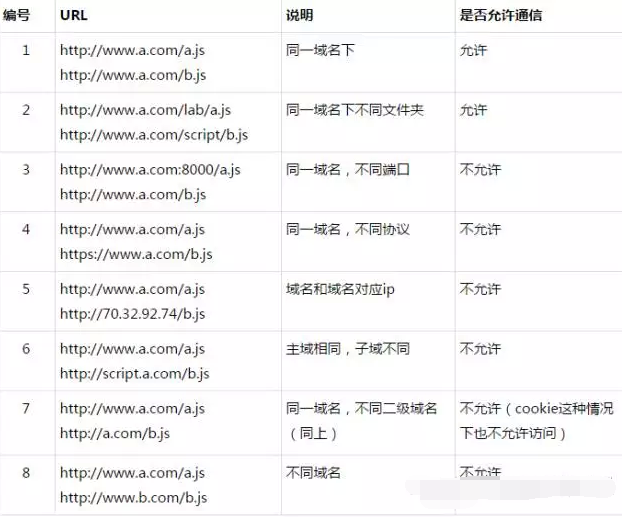 编号 URL 说明 是否允许通信
1 http://www.a.com/a.js 同一域名下 允许
http://www.a.com/b.js
2 http://www.a.com/lab/a.js 同一域名下不同文件夹 允许
http://www.a.com/script/b.js
3 http://www.a.com:8000/a.js 同一域名，不同端口 不允许
http://www.a.com/b.js
4 http://www.a.com/a.js 同一域名，不同协议 不允许
https://www.a.com/b.js
5 http://www.a.com/a.js 域名和域名对应ip 不允许
http://70.32.92.74/b.js
6 http://www.a.com/a.js 主域相同，子域不同 不允许
http://script.a.com/b.js
7 http://www.a.com/a.js 同一域名，不同二级域名 不允许（cookie这种情况
http://a.com/b.js （同上） 下也不允许访问）
8 http://www.a.com/a.js 不同域名 不允许
http://www.b.com/b.js